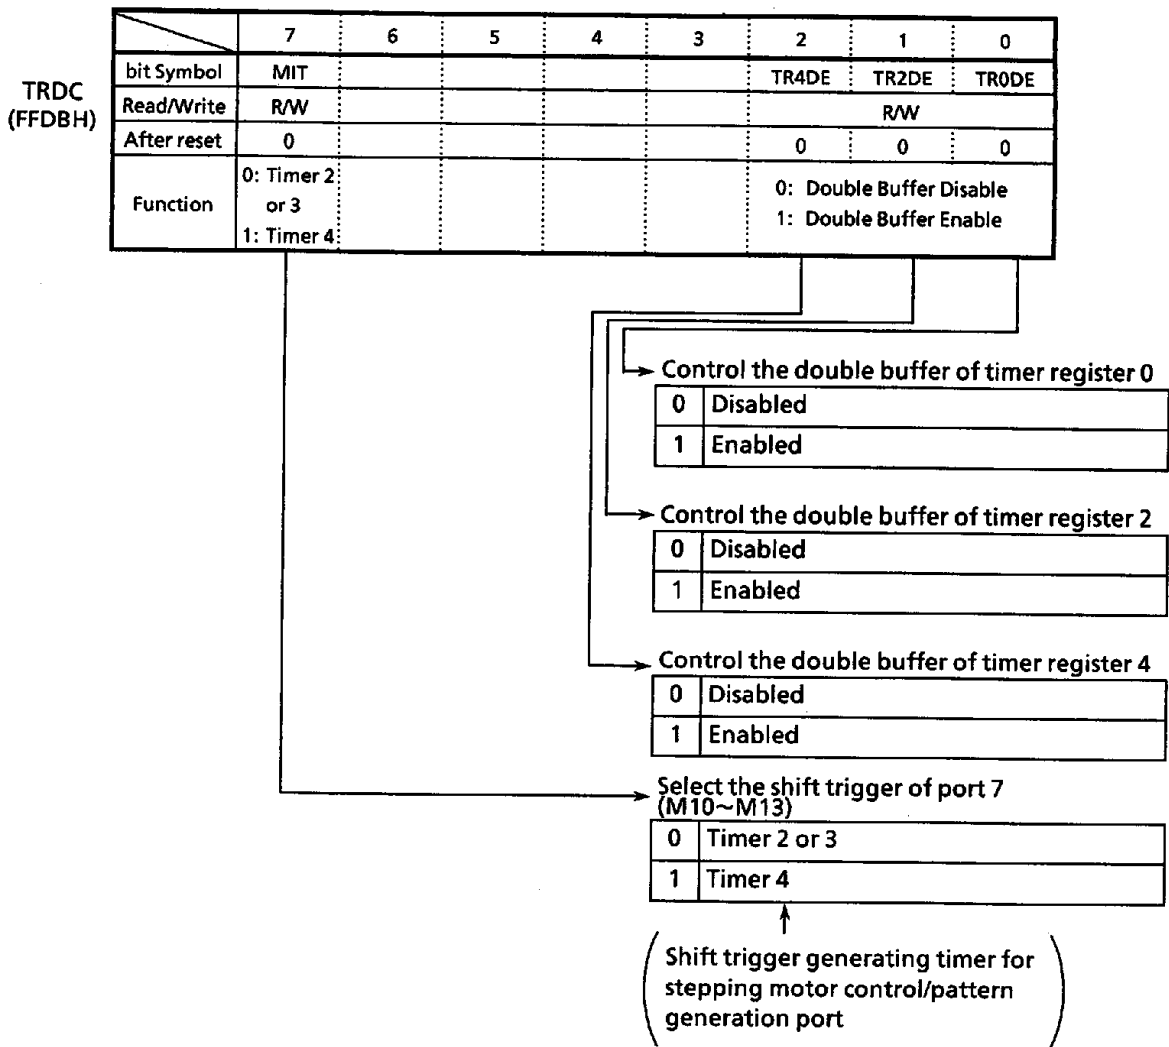 7 6 5 4 3 2 1 0
bit Symbol MIT TR4DE TR2DE TR0DE
TRDC
(FFDBH)
Read/Write R/W R/W
After reset 0 0 0 0
Function
0: Timer 2
or 3
1: Timer 4
0: Double Buffer Disable
1: Double Buffer Enable
Control the double buffer of timer register 0
0 Disabled
1 Enabled
Control the double buffer of timer register 2
0 Disabled
1 Enabled
Control the double buffer of timer register 4
0 Disabled
1 Enabled
Select the shift trigger of port 7
(M10~M13)
0 Timer 2 or 3
1 Timer 4
Shift trigger generating timer for
stepping motor control/pattern
generation port